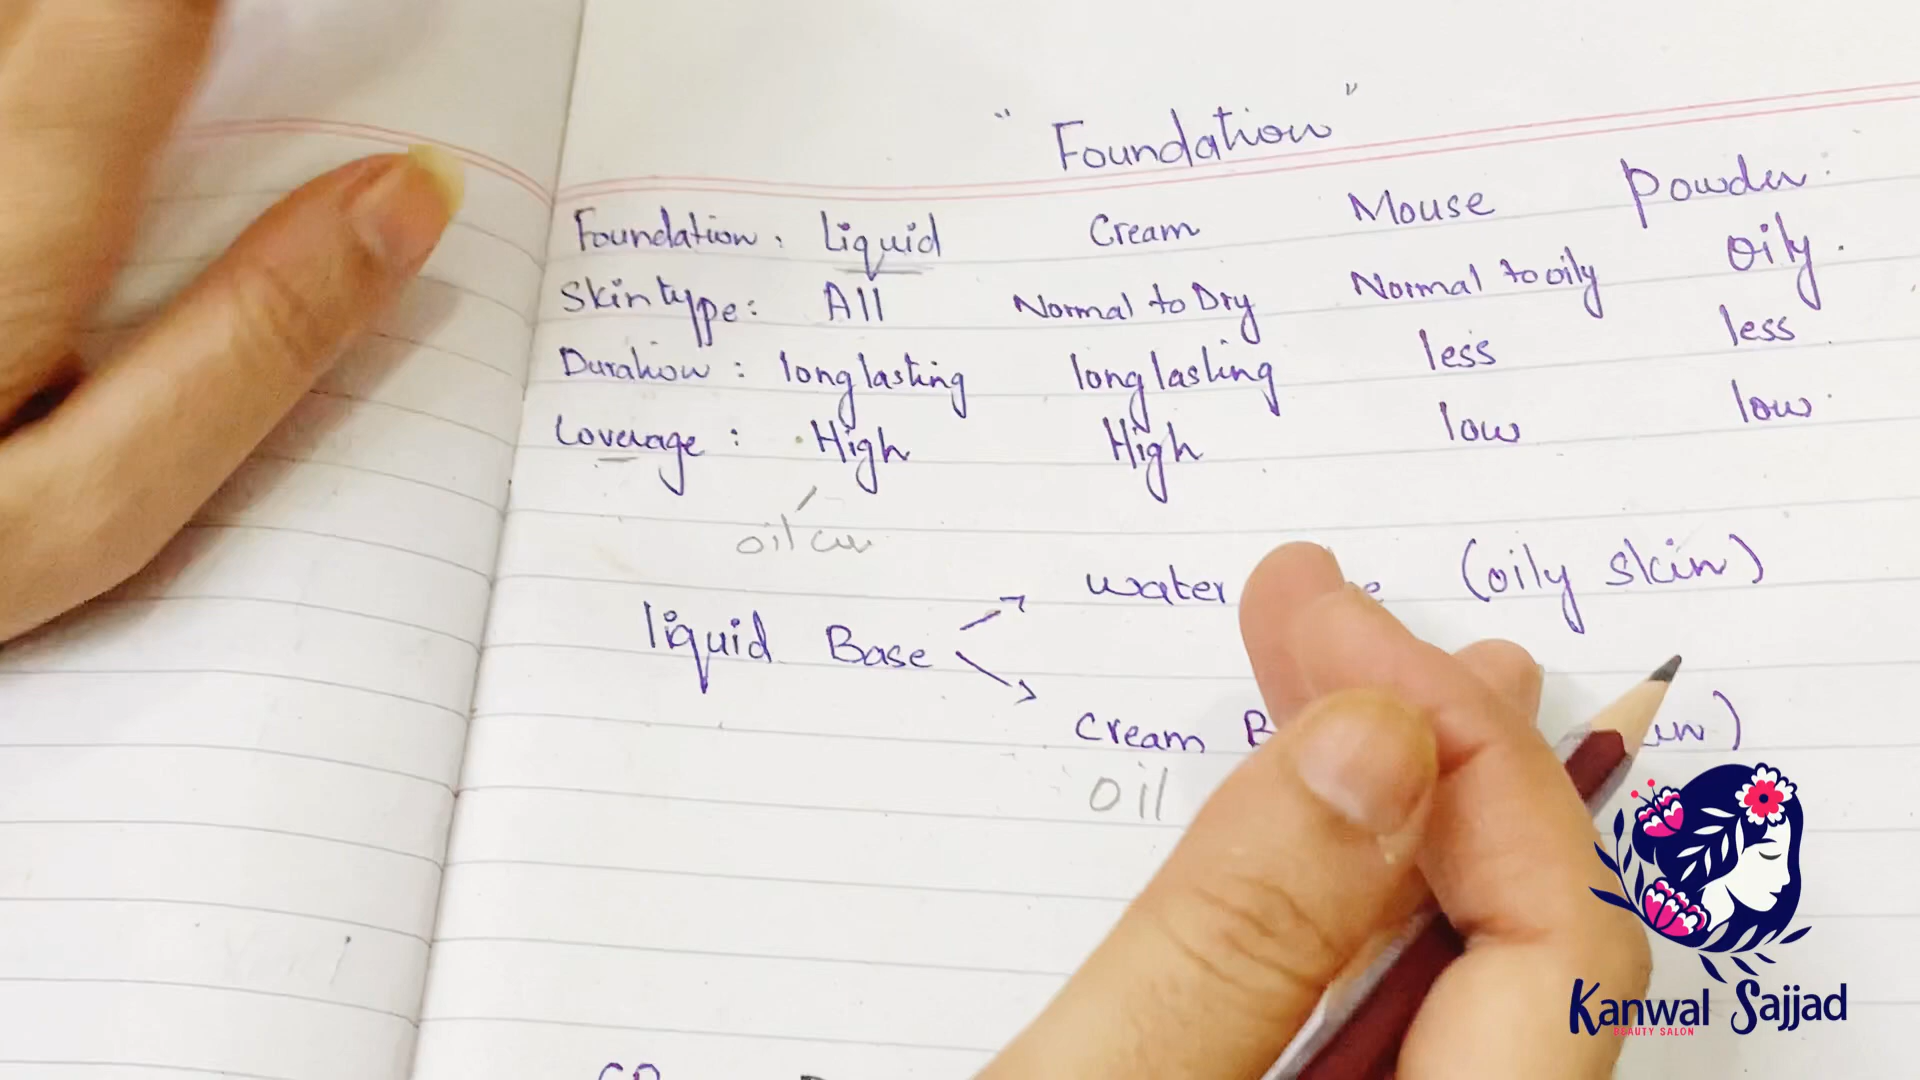 " Foundation "
Foundation : Liquid Cream Mouse Powder.
Skin type : All Normal to Dry Normal to oily oily.
Duration : long lasting long lasting less less.
Coverage : High High low low.
oil
liquid Base
water (oily skin)
cream
oil
Kanwal Sajjad
BEAUTY SALON